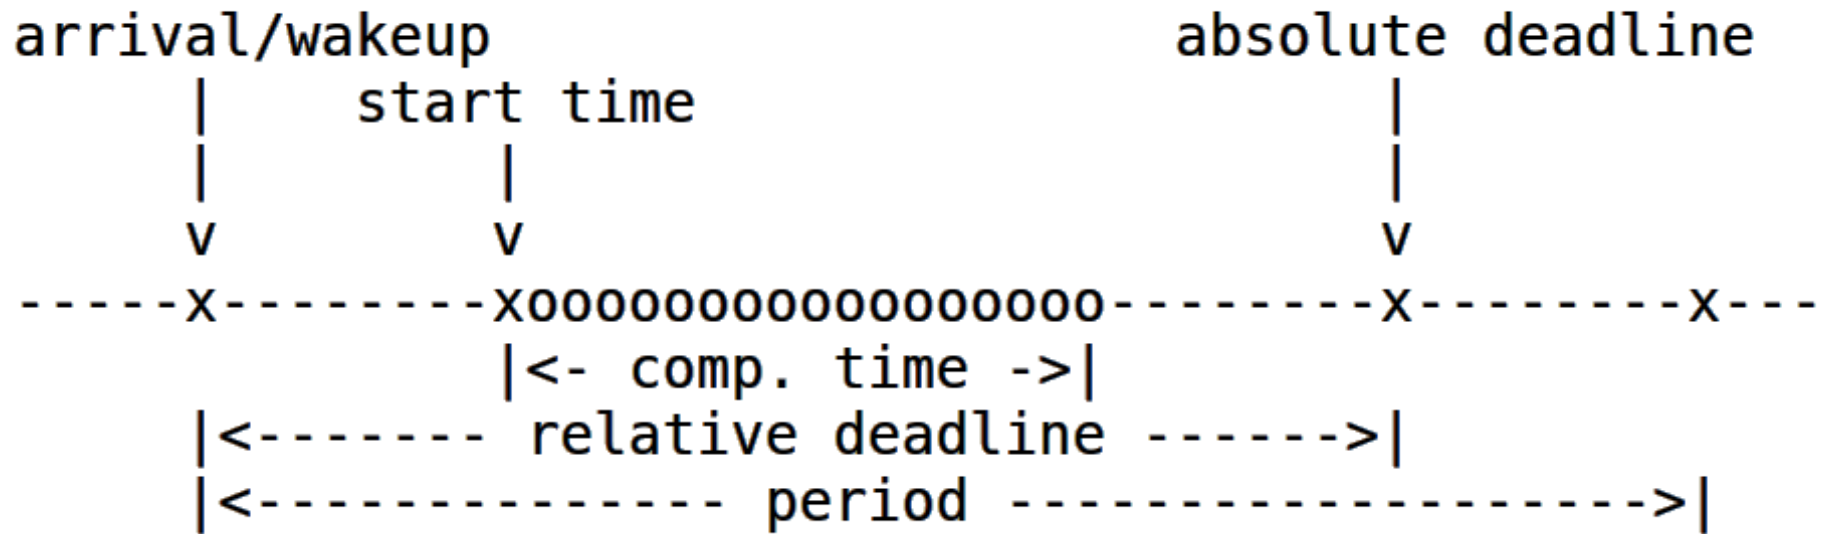 arrival/wakeup                    absolute deadline
     |    start time                    |
     |        |                         |
     v        v                         v
-----x--------xooooooooooooooooo--------x--------x---
              |<- comp. time ->|
     |<------- relative deadline ------>|
     |<-------------- period ------------------->|